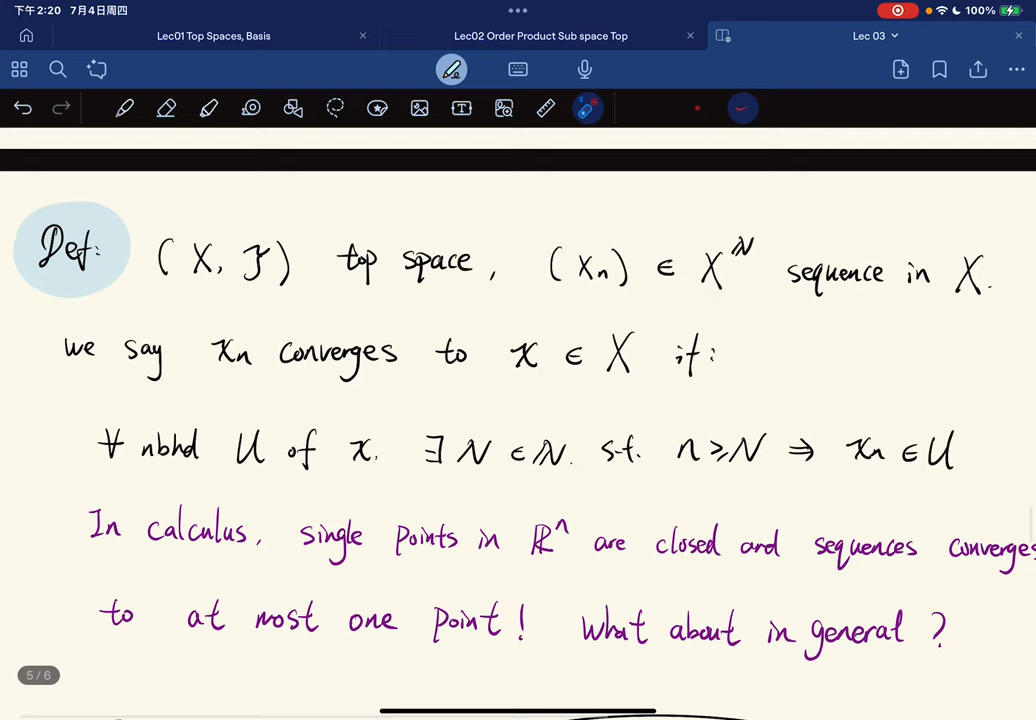 下午2:20 7月4日周四
100%
Lec01 Top Spaces, Basis
Lec02 Order Product Sub space Top
Lec 03
Def: (X, 𝒯) top space, (xn) ∈ X^ℕ sequence in X.
we say xn converges to x ∈ X if:
∀ nbhd U of x. ∃ N ∈ ℕ. s.t. n ≥ N ⇒ xn ∈ U
In calculus, single points in ℝ^n are closed and sequences converges
to at most one point! What about in general ?
5 / 6